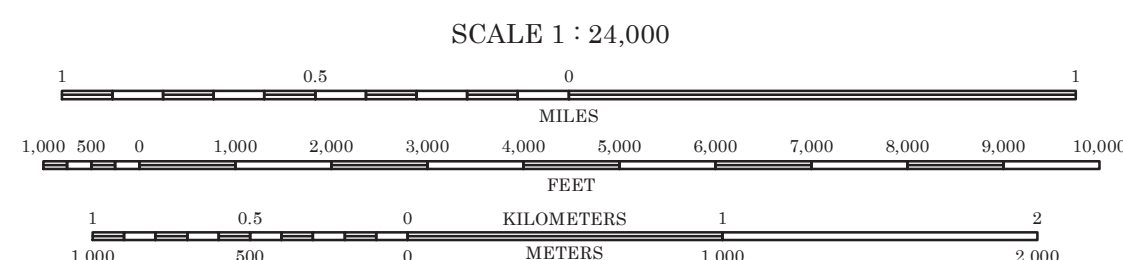 SCALE 1 : 24,000
1 0.5 0 1
MILES
1,000 500 0 1,000 2,000 3,000 4,000 5,000 6,000 7,000 8,000 9,000 10,000
FEET
1 0.5 0 KILOMETERS 1 2
1,000 500 0 METERS 1,000 2,000